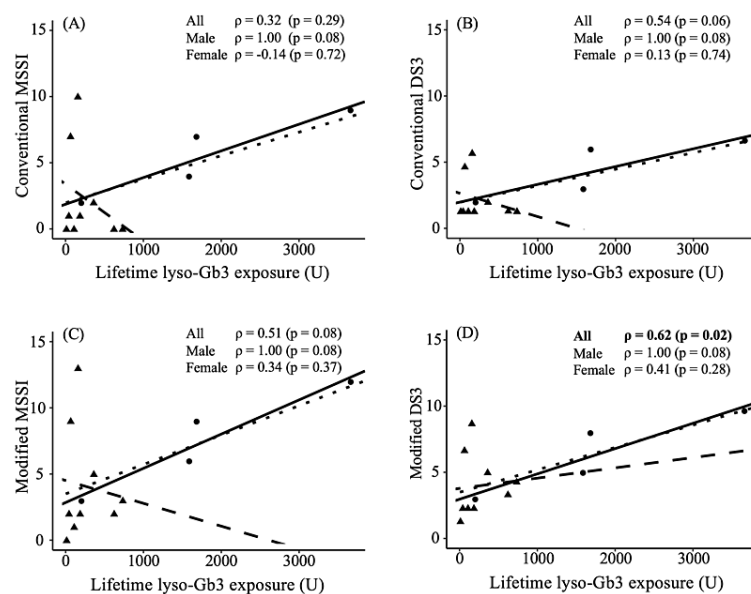 (A)
All ρ = 0.32 (p = 0.29)
Male ρ = 1.00 (p = 0.08)
Female ρ = -0.14 (p = 0.72)
Conventional MSSI
15
10
5
0
0 1000 2000 3000
Lifetime lyso-Gb3 exposure (U)
(B)
All ρ = 0.54 (p = 0.06)
Male ρ = 1.00 (p = 0.08)
Female ρ = 0.13 (p = 0.74)
Conventional DS3
15
10
5
0
0 1000 2000 3000
Lifetime lyso-Gb3 exposure (U)
(C)
All ρ = 0.51 (p = 0.08)
Male ρ = 1.00 (p = 0.08)
Female ρ = 0.34 (p = 0.37)
Modified MSSI
15
10
5
0
0 1000 2000 3000
Lifetime lyso-Gb3 exposure (U)
(D)
All ρ = 0.62 (p = 0.02)
Male ρ = 1.00 (p = 0.08)
Female ρ = 0.41 (p = 0.28)
Modified DS3
15
10
5
0
0 1000 2000 3000
Lifetime lyso-Gb3 exposure (U)